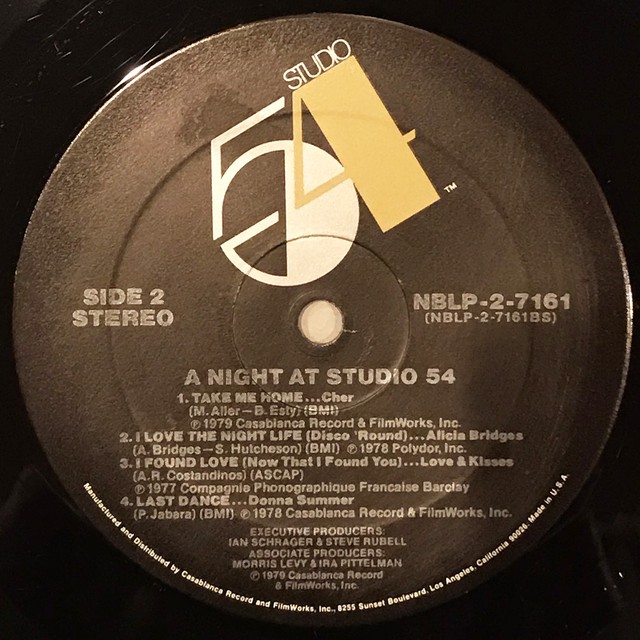 STUDIO
54
TM
SIDE 2
STEREO
NBLP-2-7161
(NBLP-2-7161BS)
A NIGHT AT STUDIO 54
1. TAKE ME HOME...Cher
(M. Aller – B. Esty) (BMI)
℗ 1979 Casablanca Record & FilmWorks, Inc.
2. I LOVE THE NIGHT LIFE (Disco 'Round)... Alicia Bridges
(A. Bridges – S. Hutcheson) (BMI) ℗ 1978 Polydor, Inc.
3. I FOUND LOVE (Now That I Found You)... Love & Kisses
(A.R. Costandinos) (ASCAP)
℗ 1977 Compagnie Phonographique Francaise Barclay
4. LAST DANCE... Donna Summer
(P. Jabara) (BMI) ℗ 1978 Casablanca Record & FilmWorks, Inc.
EXECUTIVE PRODUCERS:
IAN SCHRAGER & STEVE RUBELL
ASSOCIATE PRODUCERS:
MORRIS LEVY & IRA PITTELMAN
℗ 1979 Casablanca Record
& FilmWorks, Inc.
Manufactured and Distributed by Casablanca Record and FilmWorks, Inc., 8255 Sunset Boulevard, Los Angeles, California 90026. Made in U.S.A.